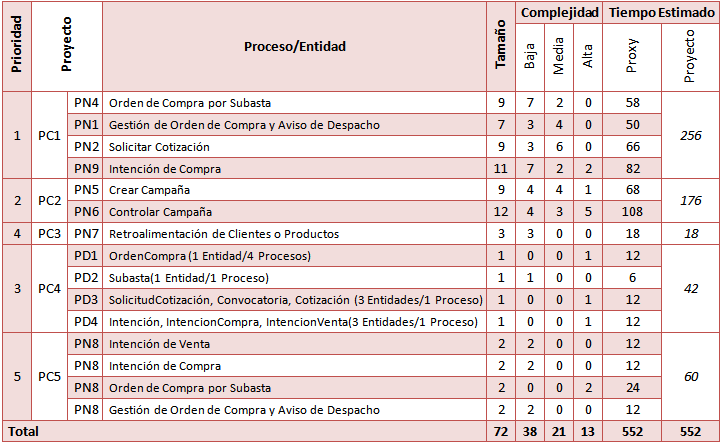 Prioridad Proyecto Proceso/Entidad Tamaño Complejidad Tiempo Estimado
Baja Media Alta Proxy Proyecto
1 PC1 PN4 Orden de Compra por Subasta 9 7 2 0 58 256
PN1 Gestión de Orden de Compra y Aviso de Despacho 7 3 4 0 50
PN2 Solicitar Cotización 9 3 6 0 66
PN9 Intención de Compra 11 7 2 2 82
2 PC2 PN5 Crear Campaña 9 4 4 1 68 176
PN6 Controlar Campaña 12 4 3 5 108
4 PC3 PN7 Retroalimentación de Clientes o Productos 3 3 0 0 18 18
3 PC4 PD1 OrdenCompra (1 Entidad/4 Procesos) 1 0 0 1 12 42
PD2 Subasta(1 Entidad/1 Proceso) 1 1 0 0 6
PD3 SolicitudCotización, Convocatoria, Cotización (3 Entidades/1 Proceso) 1 0 0 1 12
PD4 Intención, IntencionCompra, IntencionVenta(3 Entidades/1 Proceso) 1 0 0 1 12
5 PC5 PN8 Intención de Venta 2 2 0 0 12 60
PN8 Intención de Compra 2 2 0 0 12
PN8 Orden de Compra por Subasta 2 0 0 2 24
PN8 Gestión de Orden de Compra y Aviso de Despacho 2 2 0 0 12
Total 72 38 21 13 552 552